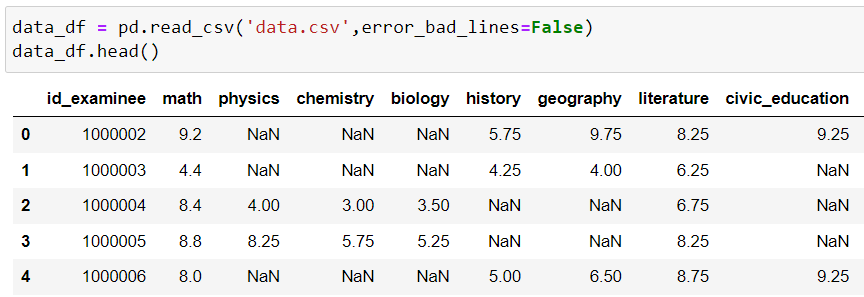 data_df = pd.read_csv('data.csv',error_bad_lines=False)
data_df.head()
id_examinee math physics chemistry biology history geography literature civic_education
0 1000002 9.2 NaN NaN NaN 5.75 9.75 8.25 9.25
1 1000003 4.4 NaN NaN NaN 4.25 4.00 6.25 NaN
2 1000004 8.4 4.00 3.00 3.50 NaN NaN 6.75 NaN
3 1000005 8.8 8.25 5.75 5.25 NaN NaN 8.25 NaN
4 1000006 8.0 NaN NaN NaN 5.00 6.50 8.75 9.25